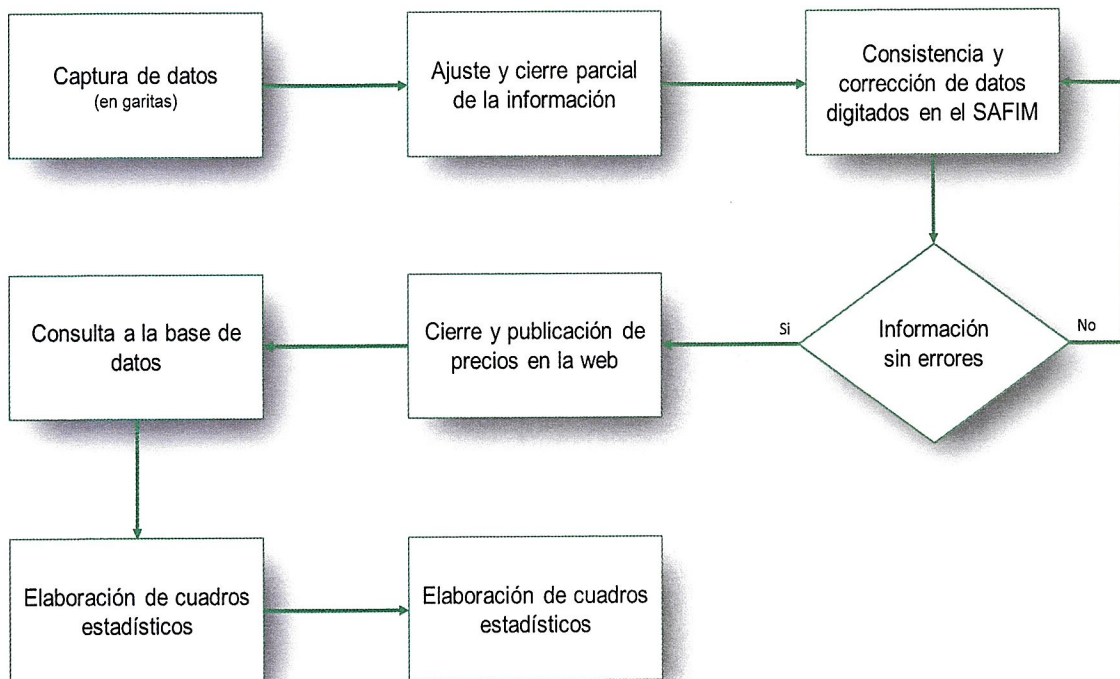 Captura de datos
(en garitas)
Ajuste y cierre parcial
de la información
Consistencia y
corrección de datos
digitados en el SAFIM
Información
sin errores
Si
No
Cierre y publicación de
precios en la web
Consulta a la base de
datos
Elaboración de cuadros
estadísticos
Elaboración de cuadros
estadísticos